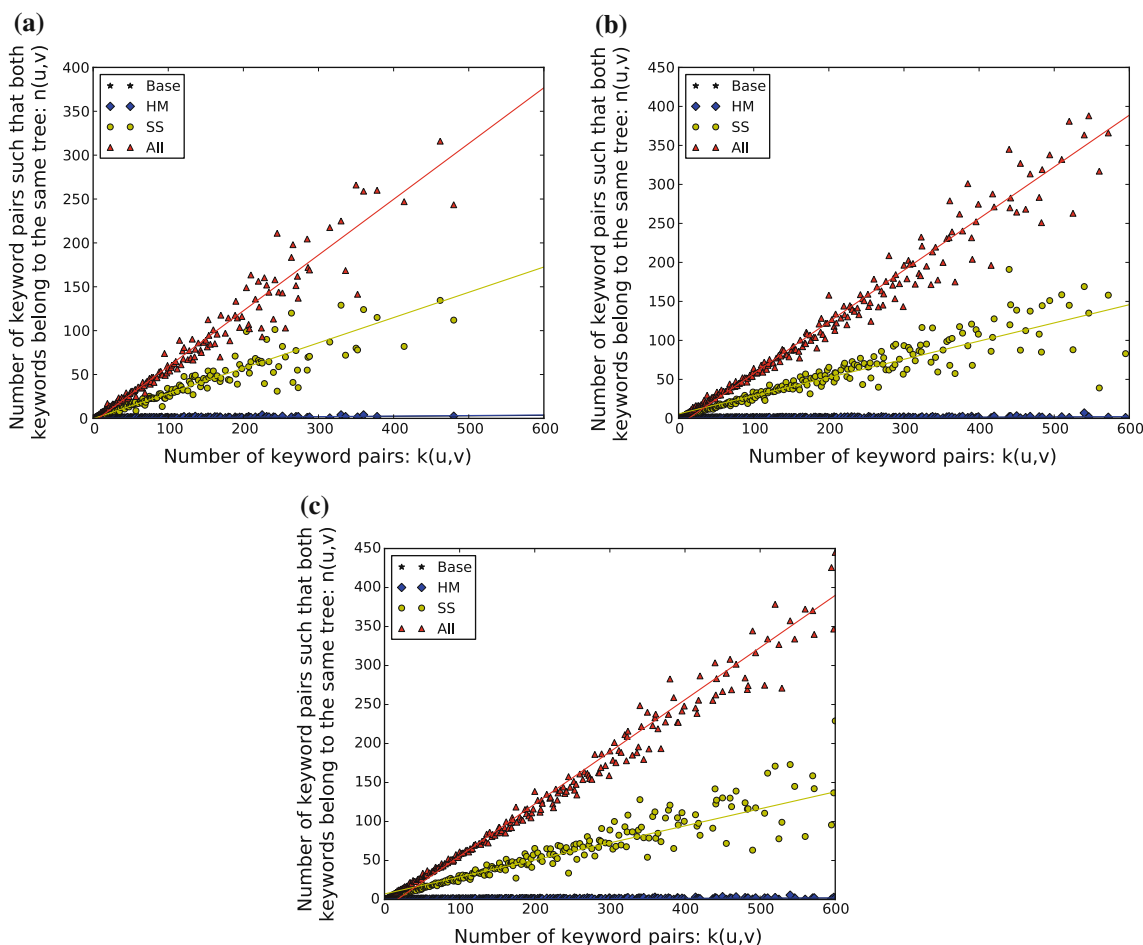 (a)
Number of keyword pairs such that both
keywords belong to the same tree: n(u,v)
400
350
300
250
200
150
100
50
0
0 100 200 300 400 500 600
Number of keyword pairs: k(u,v)
Base
HM
SS
All
(b)
Number of keyword pairs such that both
keywords belong to the same tree: n(u,v)
450
400
350
300
250
200
150
100
50
0
0 100 200 300 400 500 600
Number of keyword pairs: k(u,v)
Base
HM
SS
All
(c)
Number of keyword pairs such that both
keywords belong to the same tree: n(u,v)
450
400
350
300
250
200
150
100
50
0
0 100 200 300 400 500 600
Number of keyword pairs: k(u,v)
Base
HM
SS
All